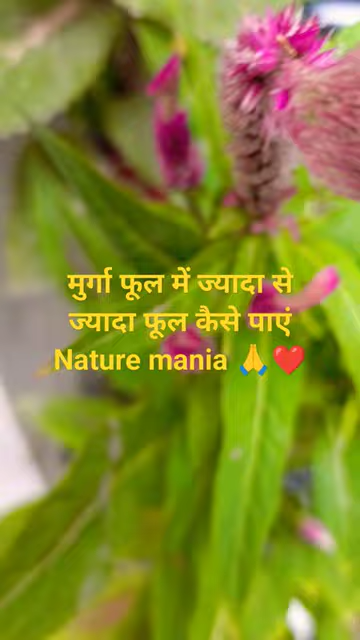 मुर्गा फूल में ज्यादा से
ज्यादा फूल कैसे पाएं
Nature mania 🙏❤️